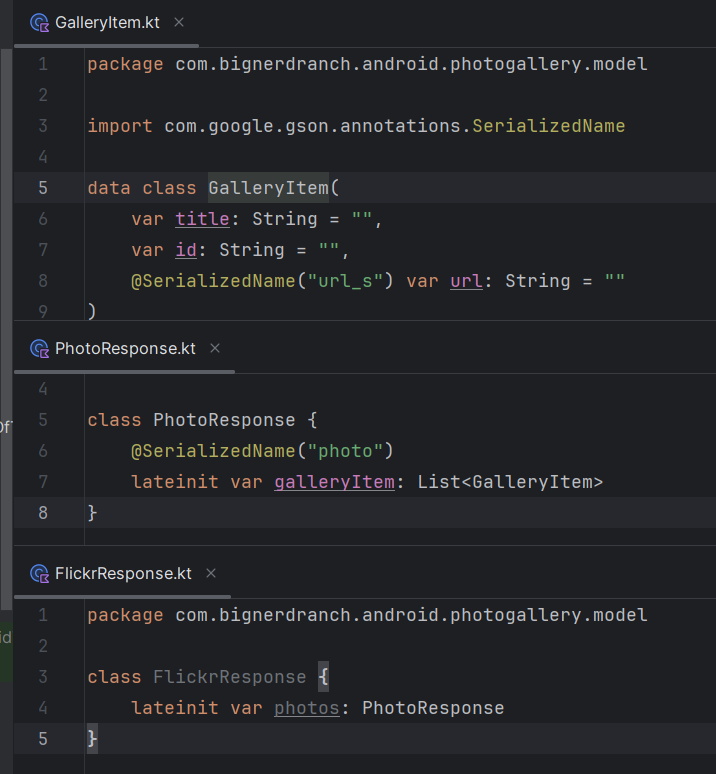 GalleryItem.kt
1 package com.bignerdranch.android.photogallery.model
2
3 import com.google.gson.annotations.SerializedName
4
5 data class GalleryItem(
6 var title: String = "",
7 var id: String = "",
8 @SerializedName("url_s") var url: String = ""
9 )
PhotoResponse.kt
4
5 class PhotoResponse {
6 @SerializedName("photo")
7 lateinit var galleryItem: List<GalleryItem>
8 }
FlickrResponse.kt
1 package com.bignerdranch.android.photogallery.model
2
3 class FlickrResponse {
4 lateinit var photos: PhotoResponse
5 }